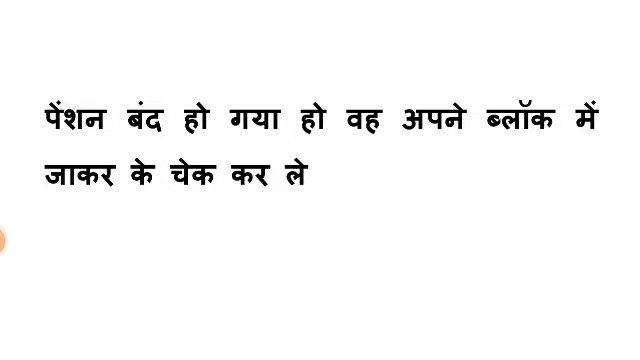 पेंशन बंद हो गया हो वह अपने ब्लॉक में
जाकर के चेक कर ले